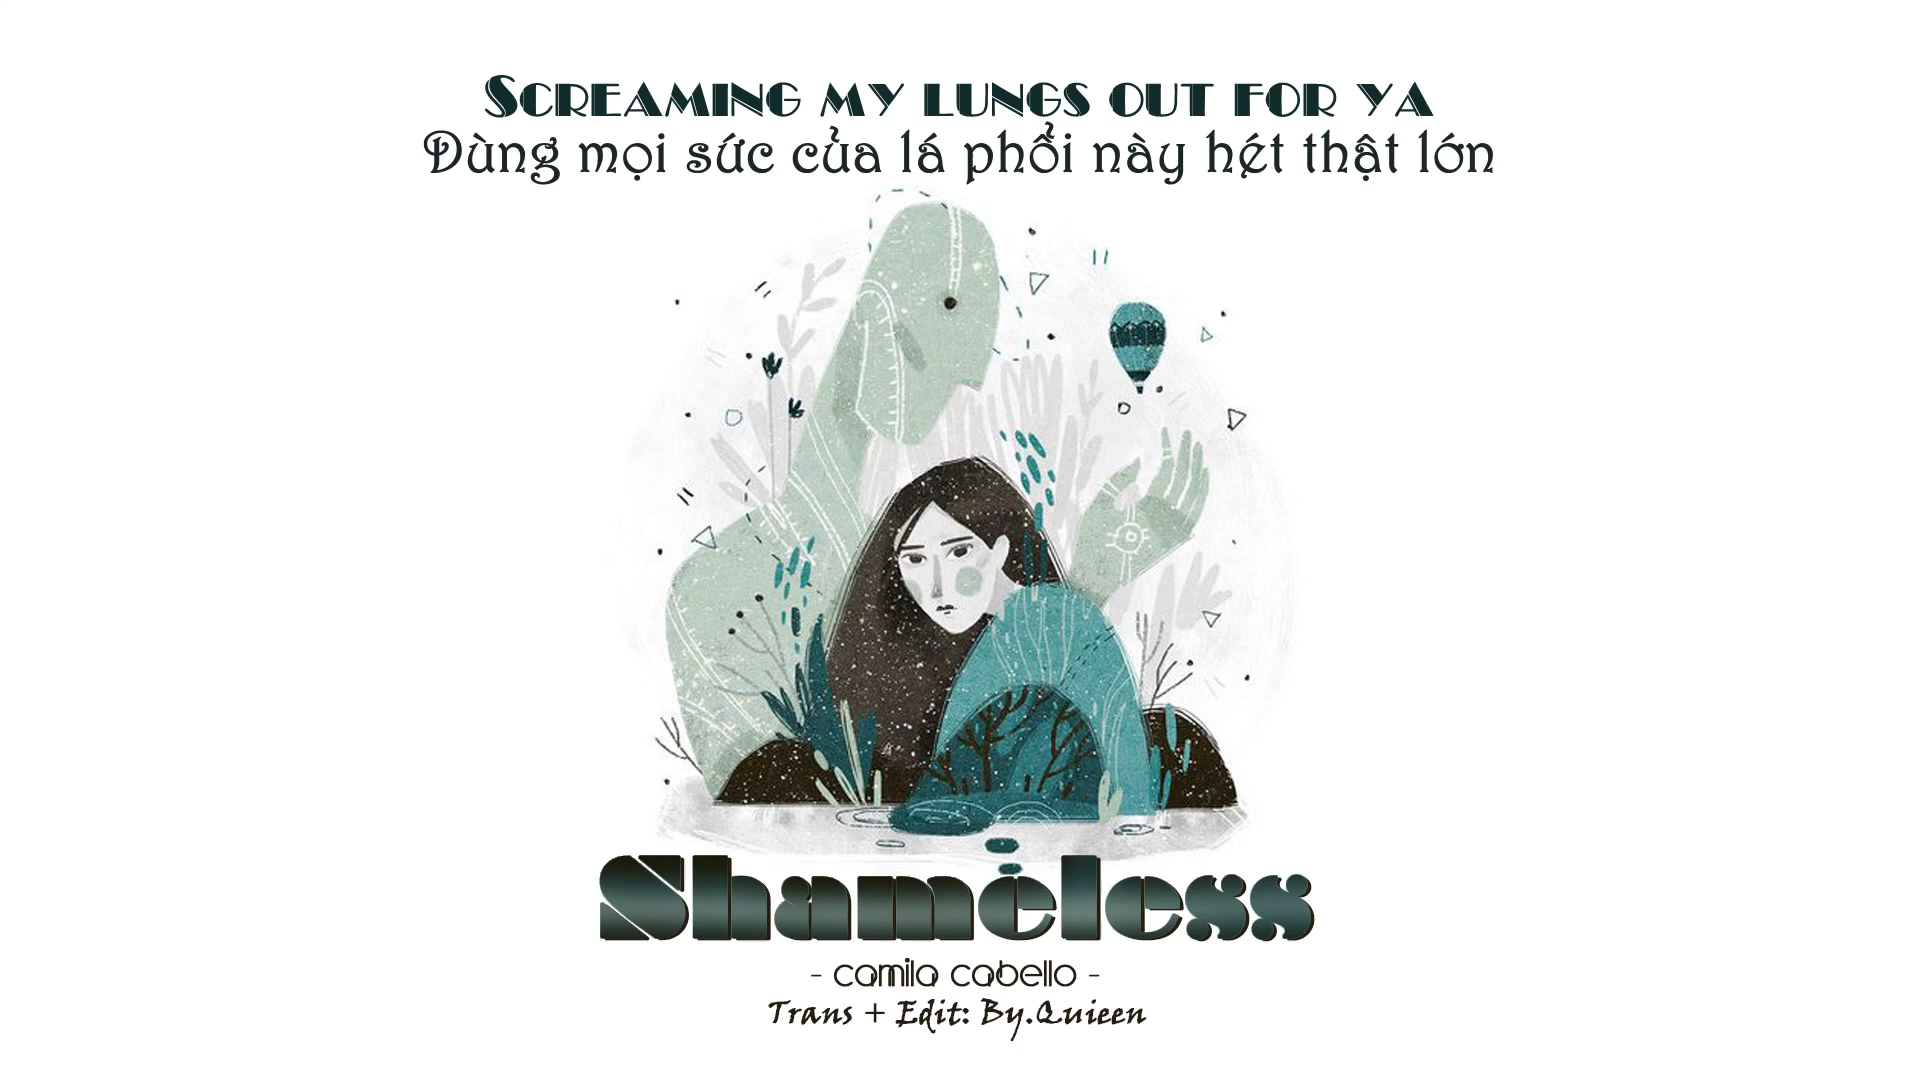 Screaming my lungs out for ya
Dùng mọi sức của lá phổi này hét thật lớn
Shameless
- camila cabello -
Trans + Edit: By.Quieen